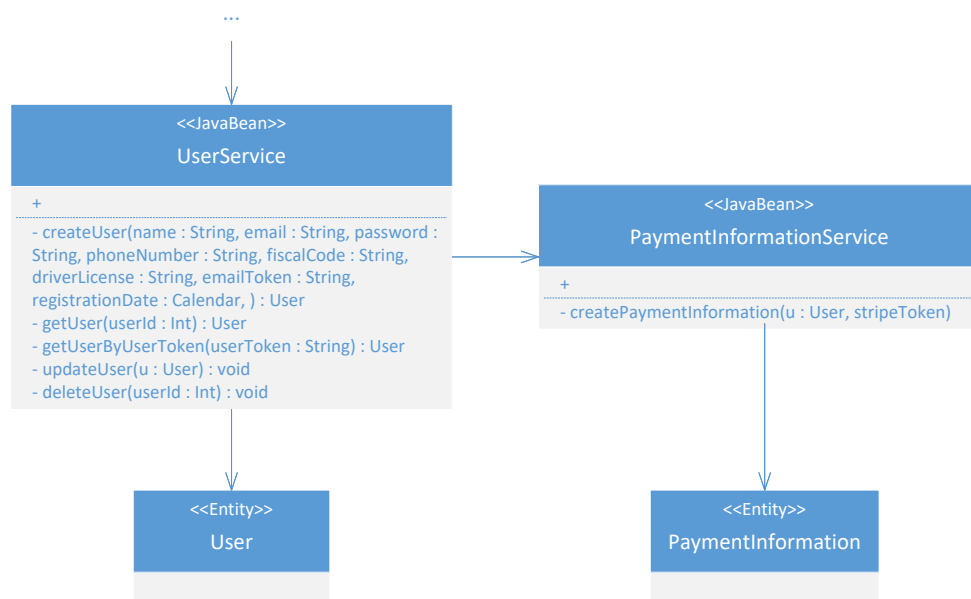 ...
<<JavaBean>>
UserService
+
- createUser(name : String, email : String, password :
String, phoneNumber : String, fiscalCode : String,
driverLicense : String, emailToken : String,
registrationDate : Calendar, ) : User
- getUser(userId : Int) : User
- getUserByUserToken(userToken : String) : User
- updateUser(u : User) : void
- deleteUser(userId : Int) : void
<<JavaBean>>
PaymentInformationService
+
- createPaymentInformation(u : User, stripeToken)
<<Entity>>
User
<<Entity>>
PaymentInformation